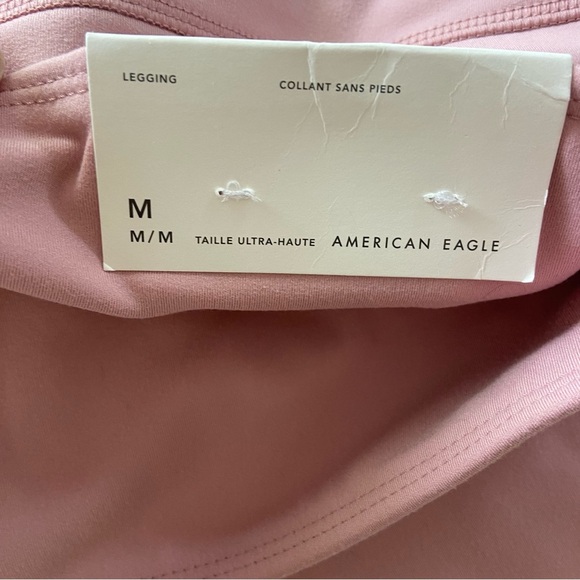 LEGGING COLLANT SANS PIEDS
M
M/M TAILLE ULTRA-HAUTE AMERICAN EAGLE